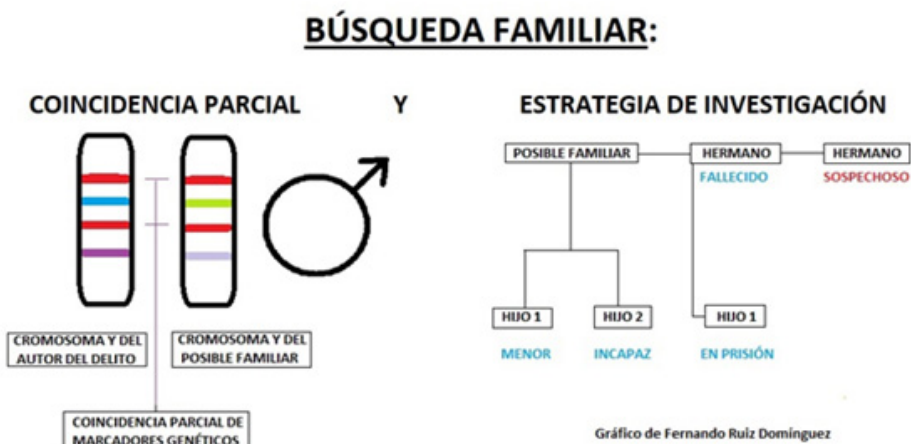 BÚSQUEDA FAMILIAR:
COINCIDENCIA PARCIAL Y ESTRATEGIA DE INVESTIGACIÓN
POSIBLE FAMILIAR
HERMANO
HERMANO
FALLECIDO
SOSPECHOSO
HIJO 1
HIJO 2
HIJO 1
MENOR
INCAPAZ
EN PRISIÓN
CROMOSOMA Y DEL
AUTOR DEL DELITO
CROMOSOMA Y DEL
POSIBLE FAMILIAR
COINCIDENCIA PARCIAL DE
MARCADORES GENÉTICOS
Gráfico de Fernando Ruiz Domínguez